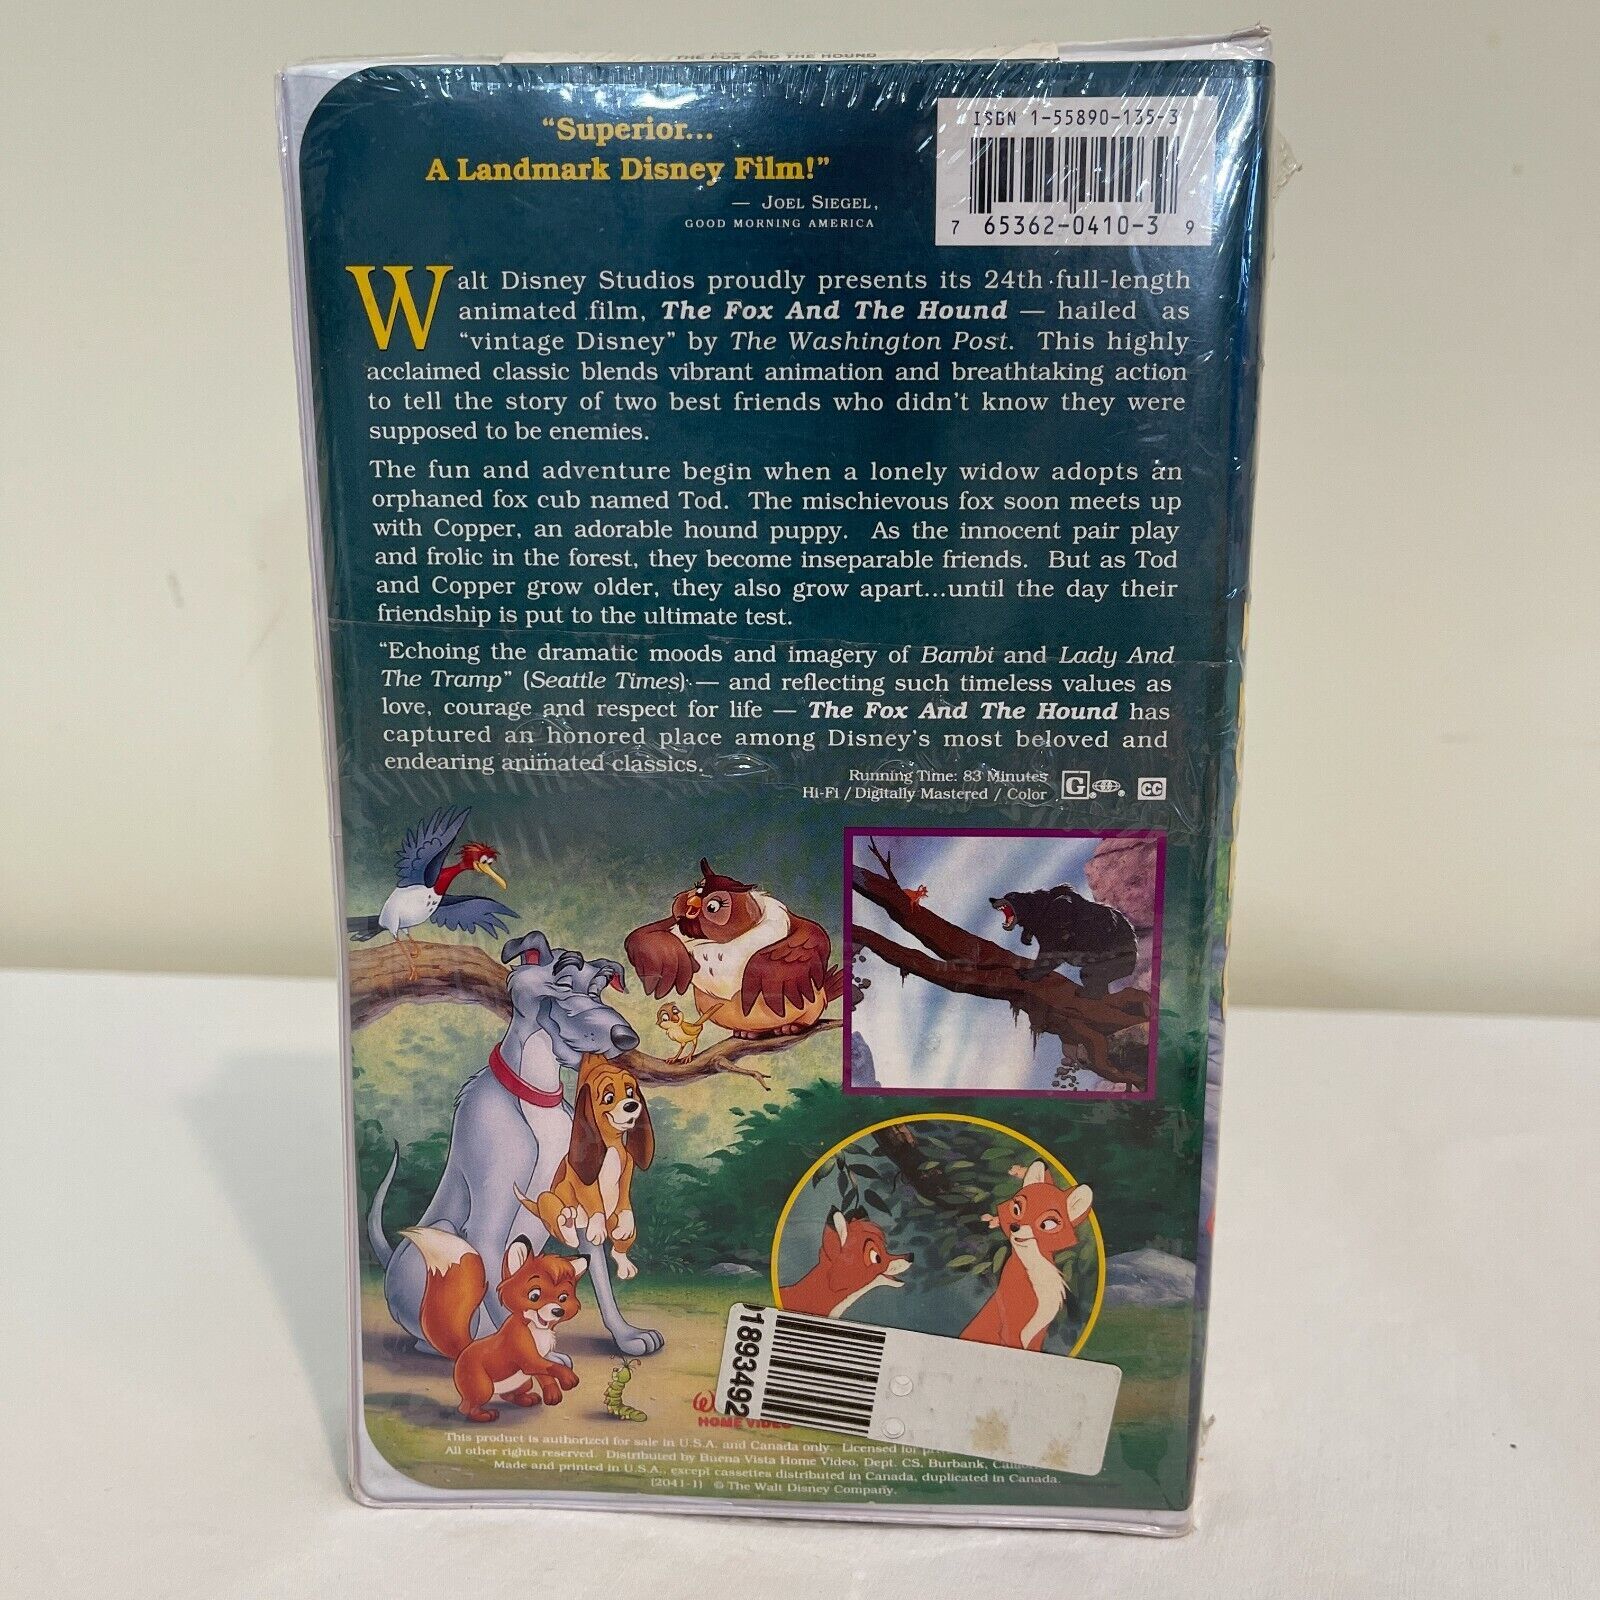 THE FOX AND THE HOUND
"Superior...
A Landmark Disney Film!"
— JOEL SIEGEL,
GOOD MORNING AMERICA
ISBN 1-55890-135-3
7 65362-0410-3 9
Walt Disney Studios proudly presents its 24th full-length
animated film, The Fox And The Hound — hailed as
"vintage Disney" by The Washington Post. This highly
acclaimed classic blends vibrant animation and breathtaking action
to tell the story of two best friends who didn't know they were
supposed to be enemies.
The fun and adventure begin when a lonely widow adopts an
orphaned fox cub named Tod. The mischievous fox soon meets up
with Copper, an adorable hound puppy. As the innocent pair play
and frolic in the forest, they become inseparable friends. But as Tod
and Copper grow older, they also grow apart...until the day their
friendship is put to the ultimate test.
"Echoing the dramatic moods and imagery of Bambi and Lady And
The Tramp" (Seattle Times) — and reflecting such timeless values as
love, courage and respect for life — The Fox And The Hound has
captured an honored place among Disney's most beloved and
endearing animated classics.
Running Time: 83 Minutes
Hi-Fi / Digitally Mastered / Color
G ® CC
01893492
W
HOME VIDEO
This product is authorized for sale in U.S.A. and Canada only. Licensed for
All other rights reserved. Distributed by Buena Vista Home Video, Dept. CS, Burbank,
Made and printed in U.S.A., except cassettes distributed in Canada, duplicated in Canada.
(2041-1) © The Walt Disney Company.